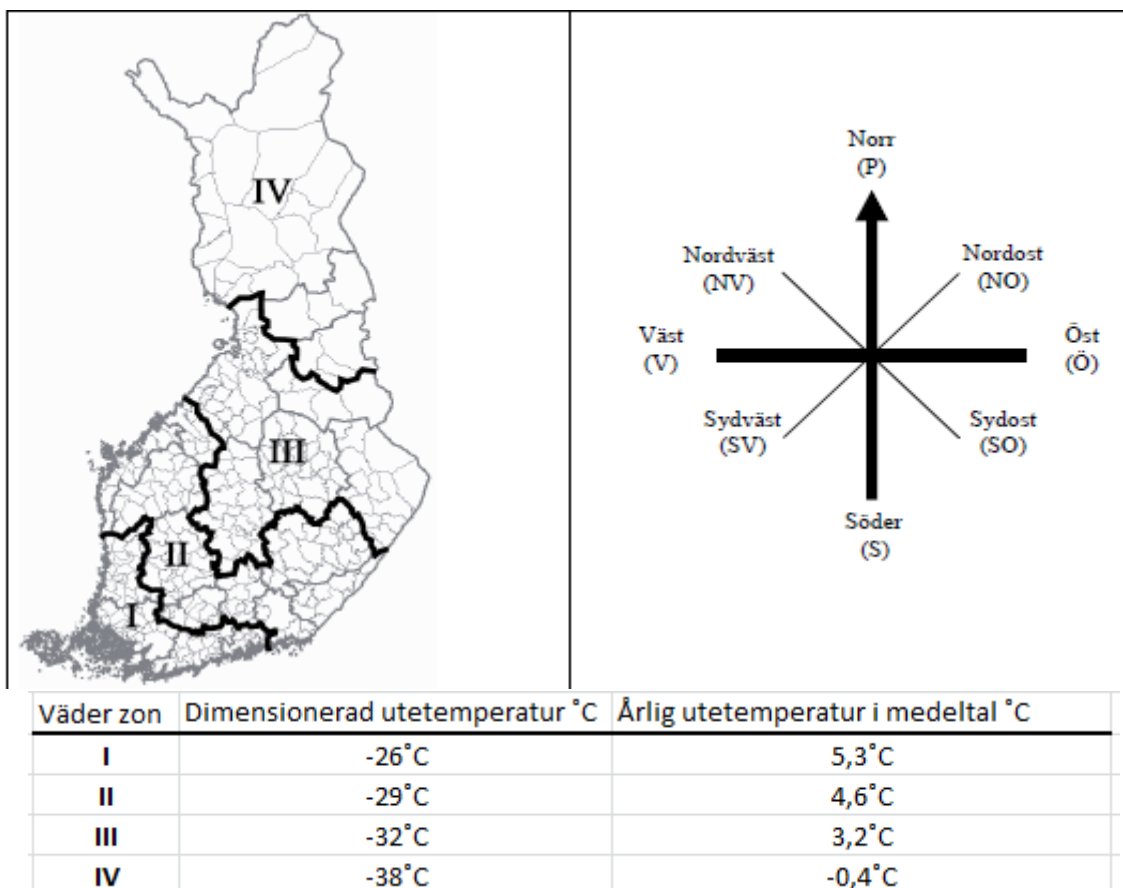 IV
III
II
I
Norr
(P)
Nordväst
(NV)
Nordost
(NO)
Väst
(V)
Öst
(Ö)
Sydväst
(SV)
Sydost
(SO)
Söder
(S)
Väder zon Dimensionerad utetemperatur ˚C Årlig utetemperatur i medeltal ˚C
I -26˚C 5,3˚C
II -29˚C 4,6˚C
III -32˚C 3,2˚C
IV -38˚C -0,4˚C